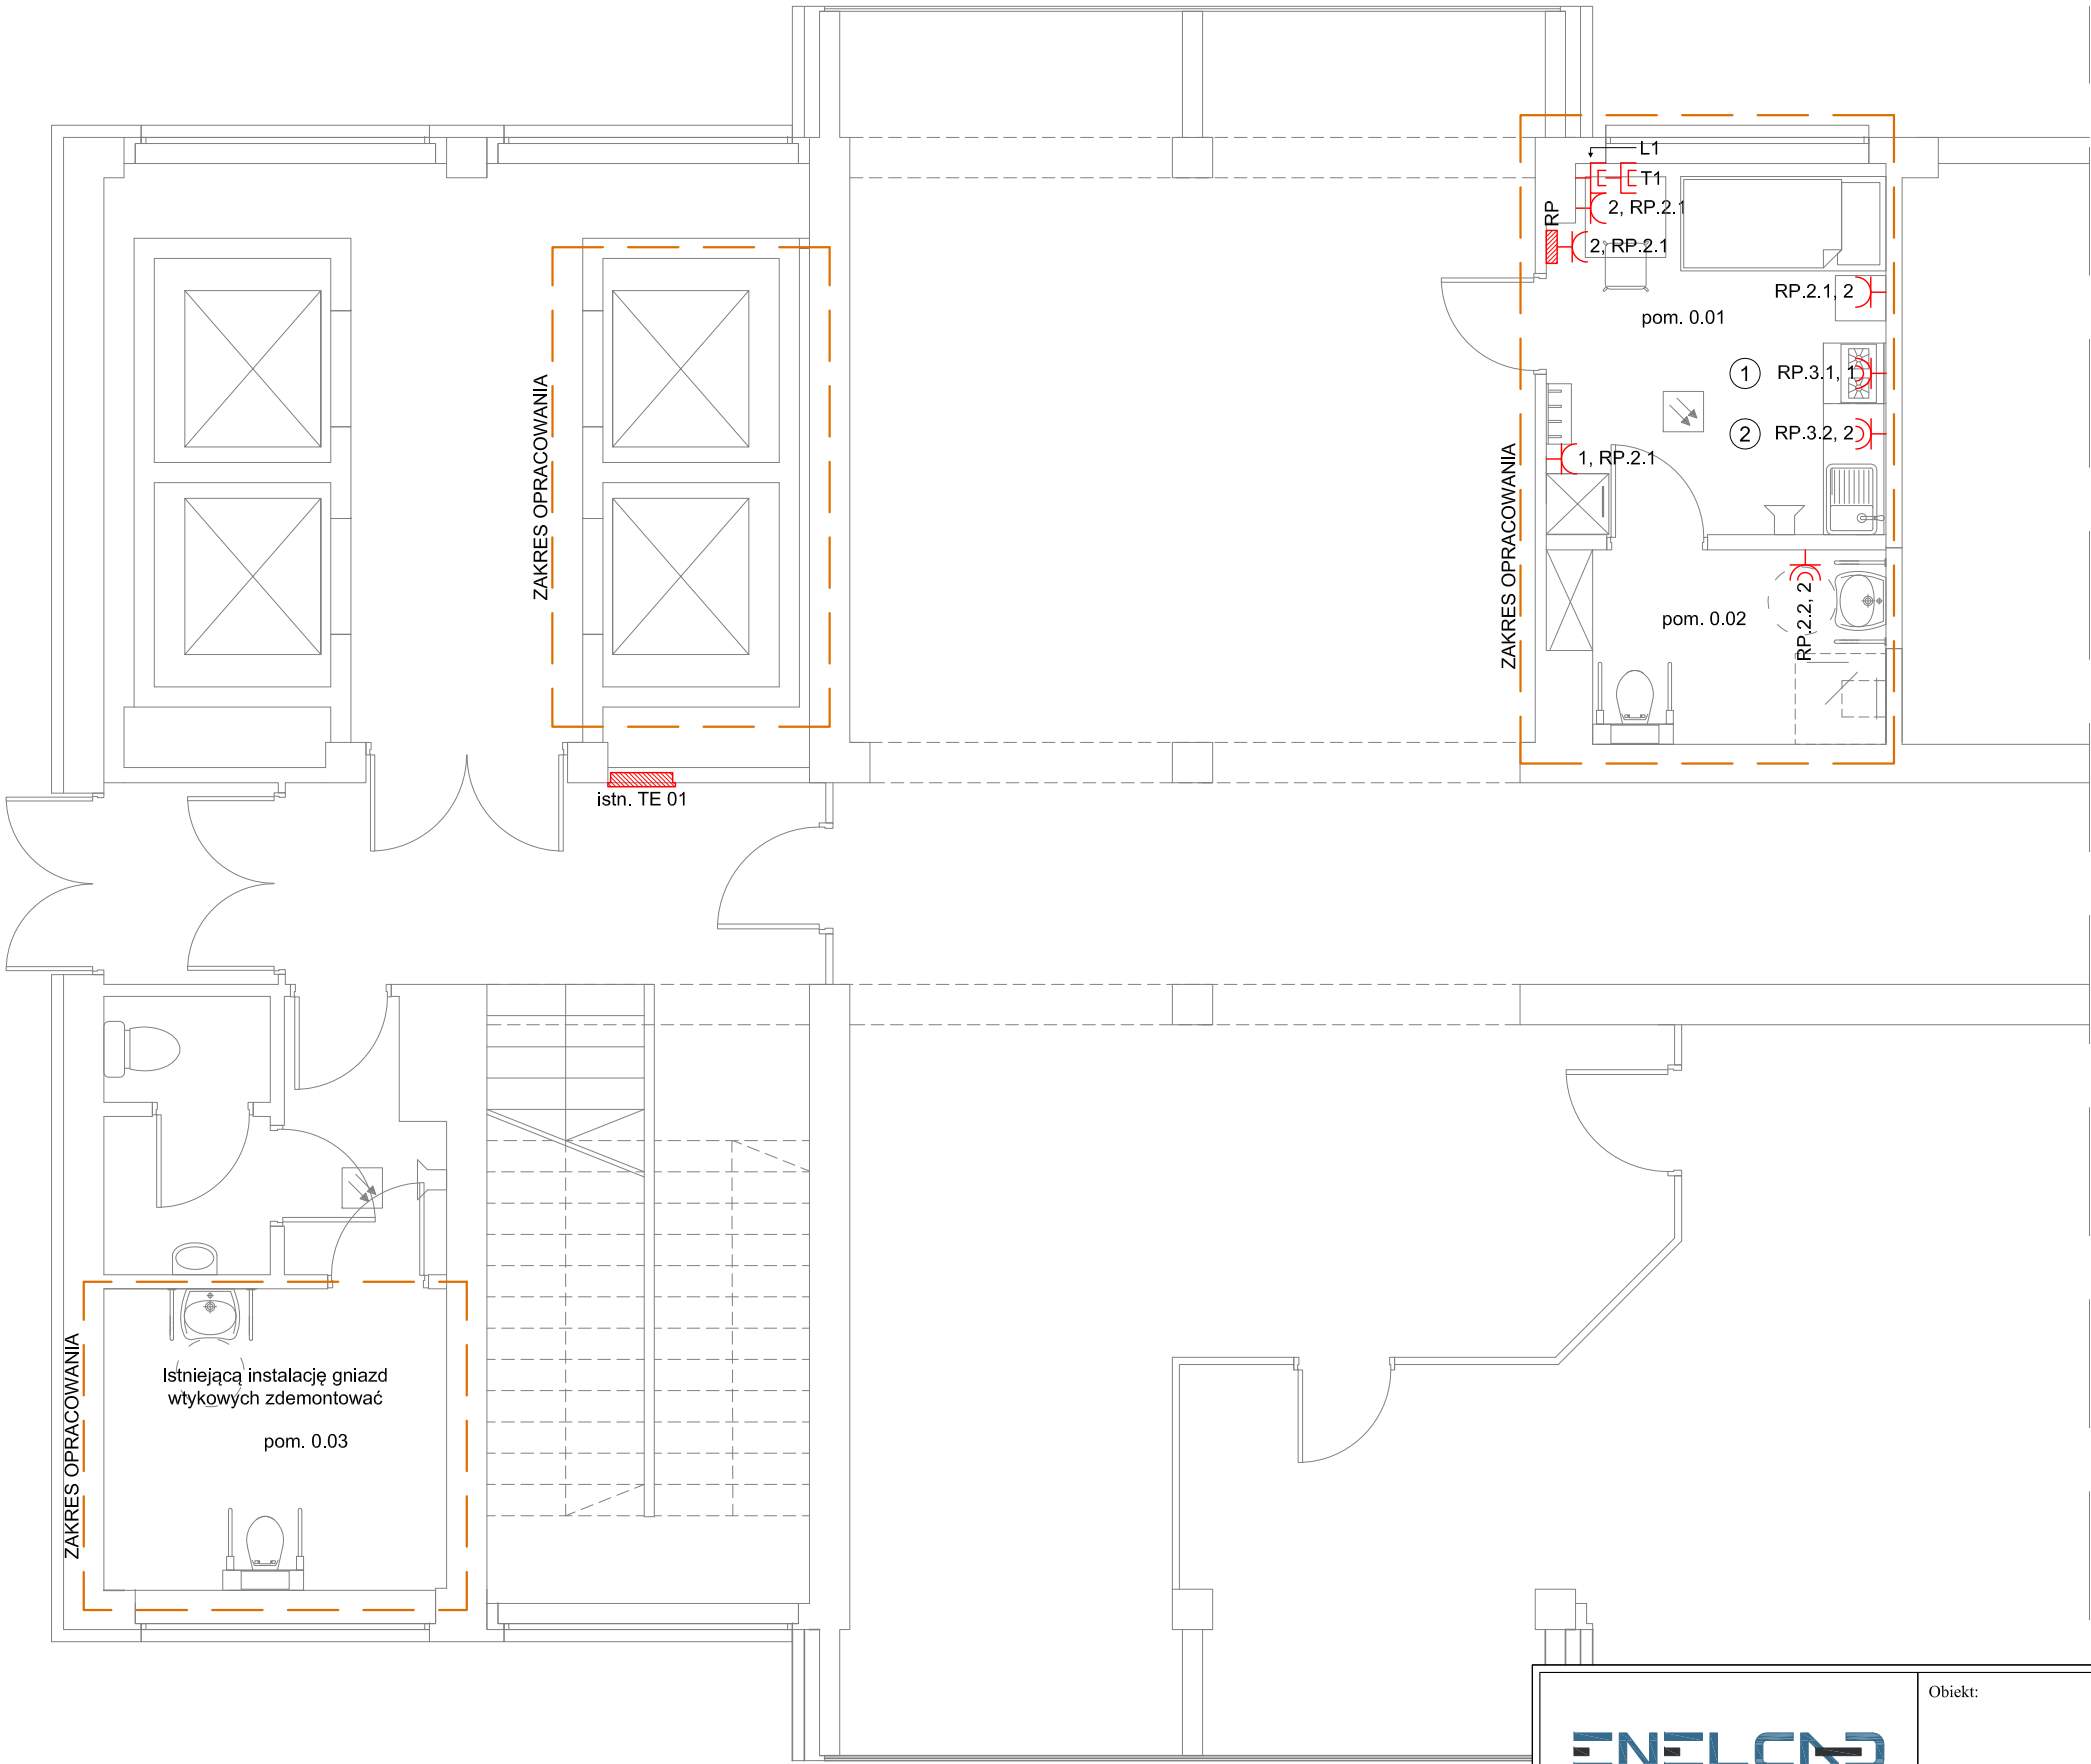 L1
T1
RP
2, RP.2.1
2, RP.2.1
RP.2.1, 2
pom. 0.01
1
RP.3.1, 1
2
RP.3.2, 2
1, RP.2.1
ZAKRES OPRACOWANIA
ZAKRES OPRACOWANIA
RP.2.2, 2
pom. 0.02
istn. TE 01
ZAKRES OPRACOWANIA
Istniejącą instalację gniazd
wtykowych zdemontować
pom. 0.03
Obiekt:
ENELCAD